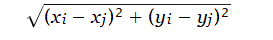 √(xi − xj)² + (yi − yj)²